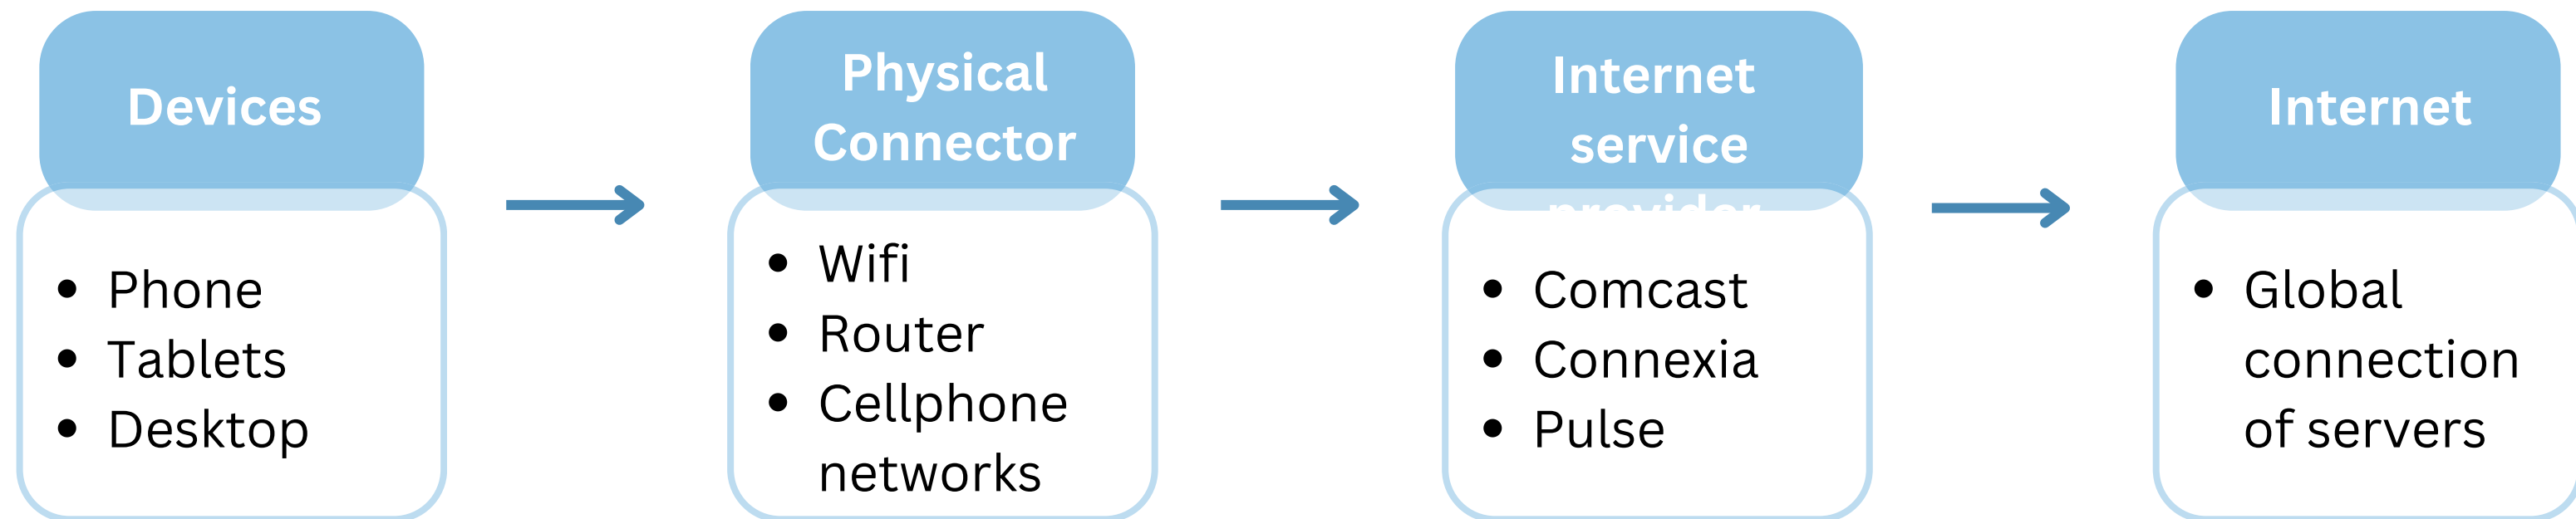 Devices
• Phone
• Tablets
• Desktop
Physical
Connector
• Wifi
• Router
• Cellphone
networks
Internet
service
provider
• Comcast
• Connexia
• Pulse
Internet
• Global
connection
of servers